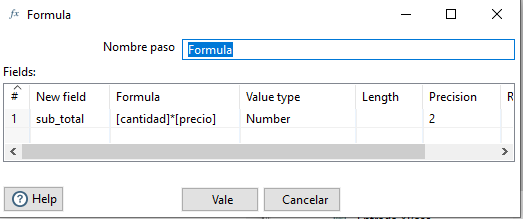 fx Formula
Nombre paso Formula
Fields:
# New field Formula Value type Length Precision R
1 sub_total [cantidad]*[precio] Number 2
Help Vale Cancelar